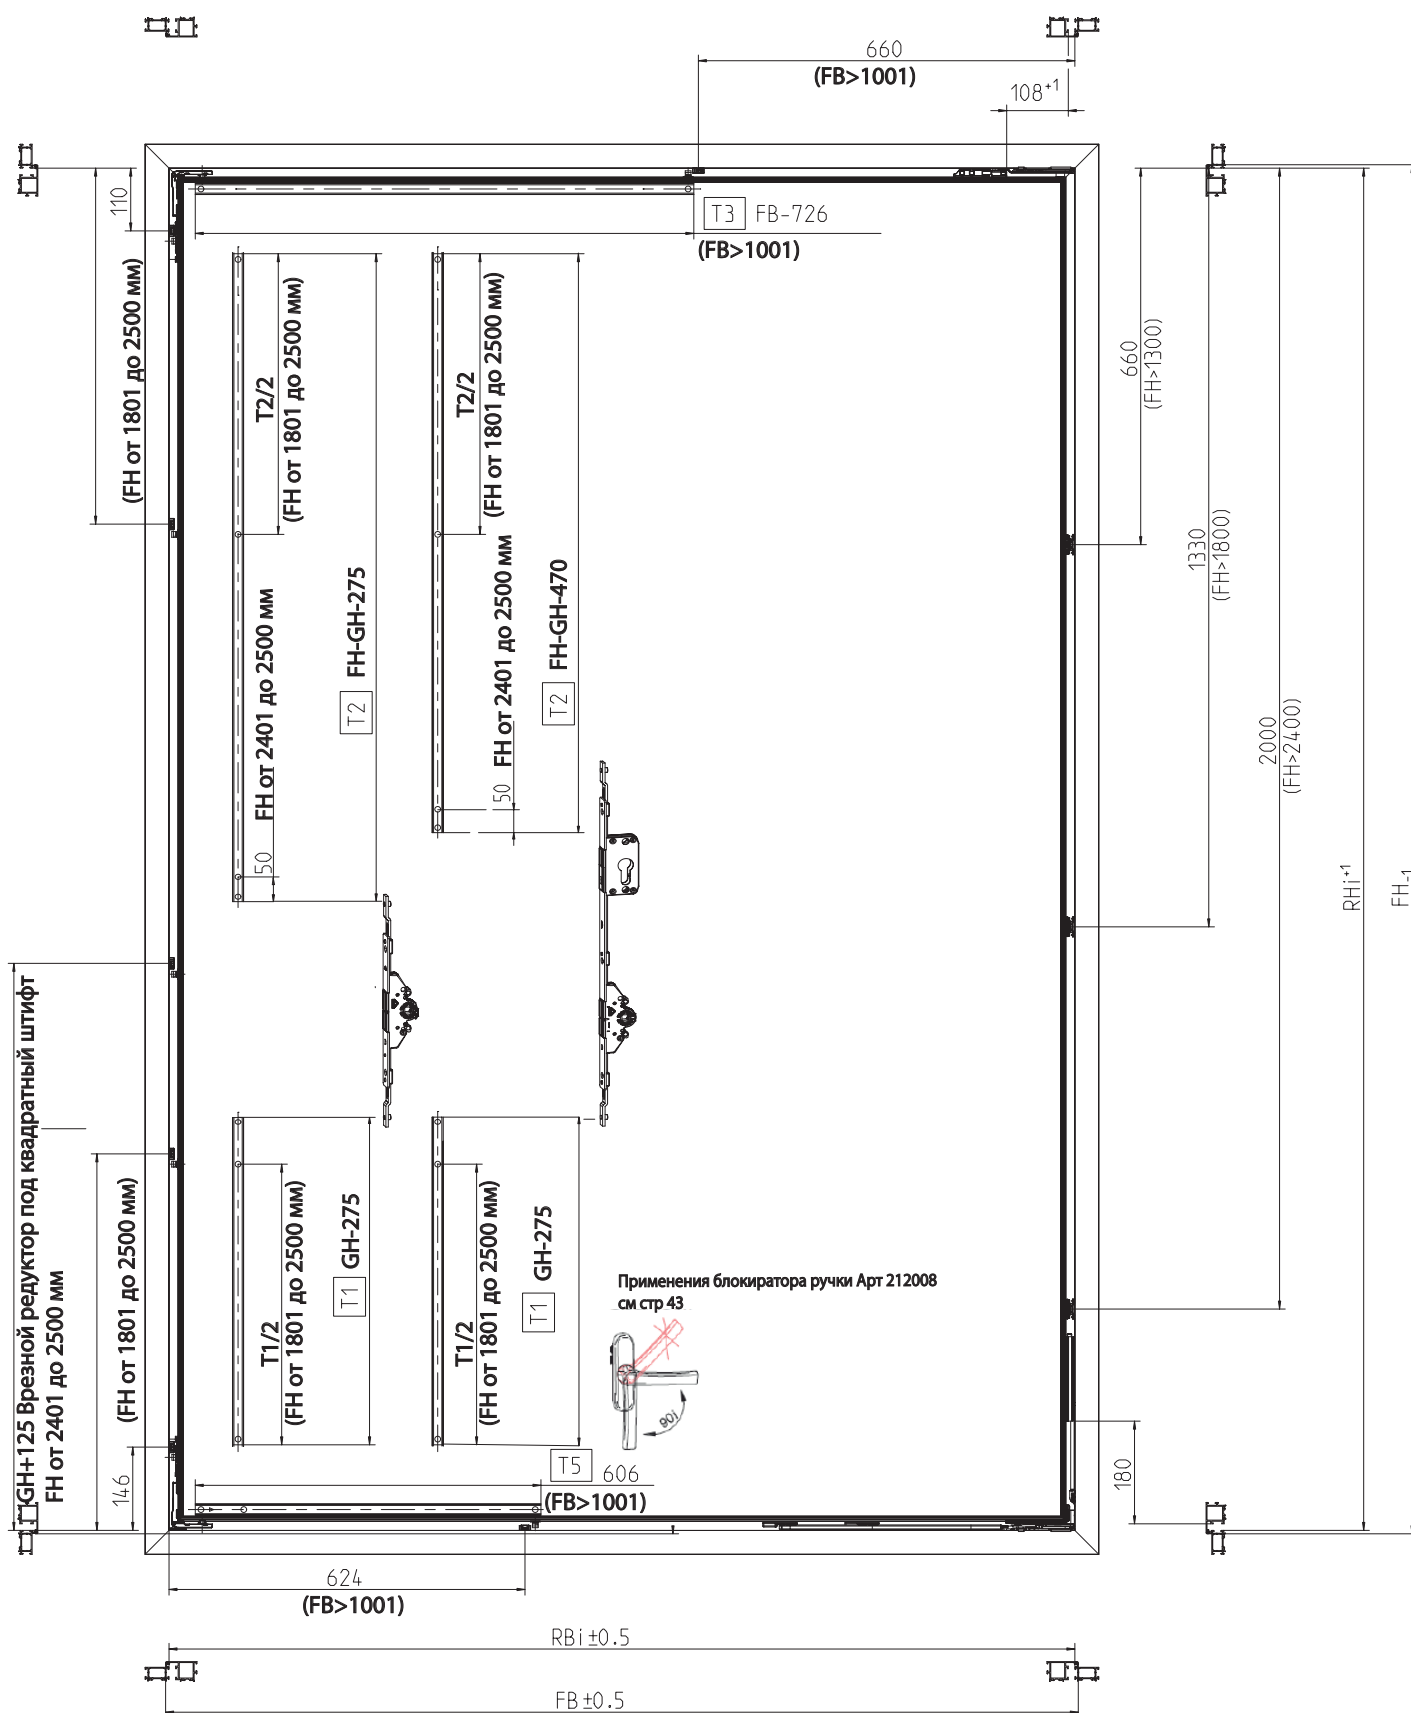 660
(FB>1001)
108⁺¹
110
T3 FB-726
(FB>1001)
(FH от 1801 до 2500 мм)
T2/2
(FH от 1801 до 2500 мм)
T2/2
(FH от 1801 до 2500 мм)
660
(FH>1300)
1330
(FH>1800)
FH от 2401 до 2500 мм
50
T2 FH-GH-275
FH от 2401 до 2500 мм
50
T2 FH-GH-470
2000
(FH>2400)
RHi⁺¹
FH₋₁
GH+125 Врезной редуктор под квадратный штифт
FH от 2401 до 2500 мм
(FH от 1801 до 2500 мм)
146
T1/2
(FH от 1801 до 2500 мм)
T1 GH-275
T1/2
(FH от 1801 до 2500 мм)
T1 GH-275
Применения блокиратора ручки Арт 212008
см стр 43
90i
180
T5 606
(FB>1001)
624
(FB>1001)
RBi±0.5
FB±0.5